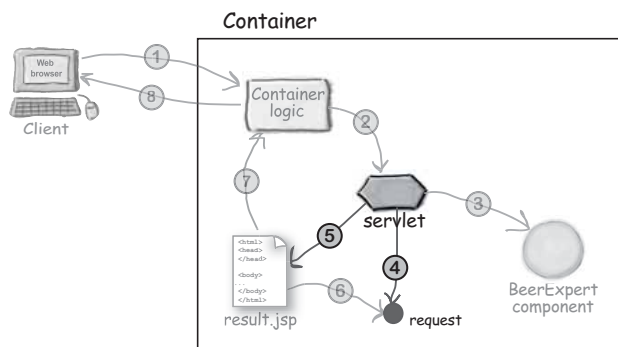 Container
Web
browser
Client
1
8
Container
logic
2
7
servlet
3
5
4
<html>
<head>
</head>
<body>
...
</body>
</html>
6
result.jsp
request
BeerExpert
component